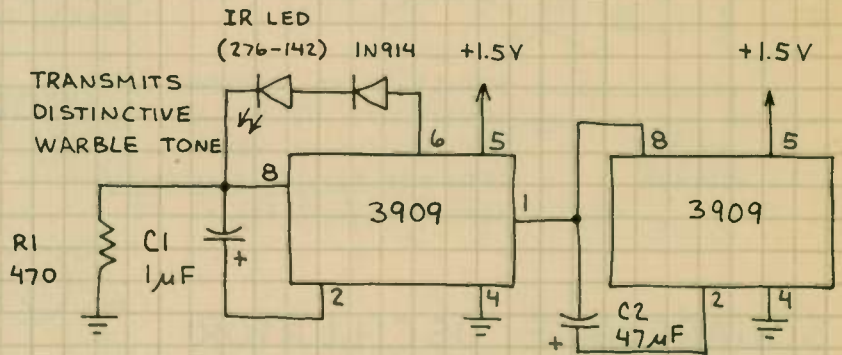 IR LED
(276-142)
1N914
+1.5V
+1.5V
TRANSMITS
DISTINCTIVE
WARBLE TONE
6
5
8
5
8
3909
1
3909
R1
470
C1
1µF
+
2
4
C2
47µF
+
2
4